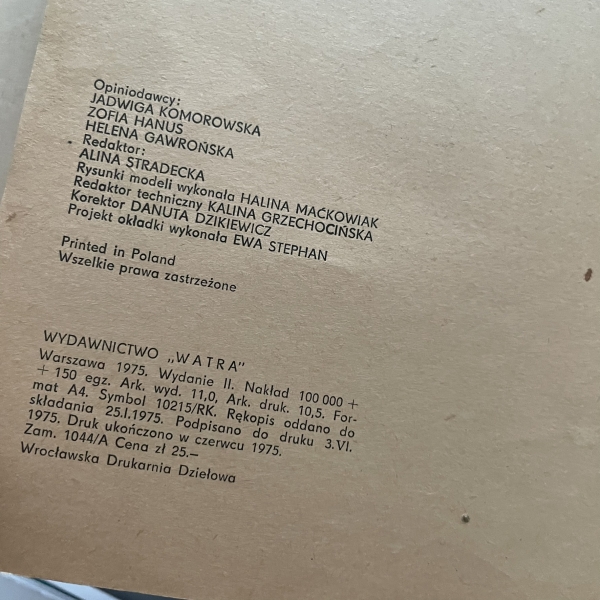 Opiniodawcy:
JADWIGA KOMOROWSKA
ZOFIA HANUS
HELENA GAWROŃSKA
Redaktor:
ALINA STRADECKA
Rysunki modeli wykonała HALINA MAĆKOWIAK
Redaktor techniczny KALINA GRZECHOCIŃSKA
Korektor DANUTA DZIKIEWICZ
Projekt okładki wykonała EWA STEPHAN
Printed in Poland
Wszelkie prawa zastrzeżone
WYDAWNICTWO „WATRA"
Warszawa 1975. Wydanie II. Nakład 100 000 +
+ 150 egz. Ark. wyd. 11,0, Ark. druk. 10,5. For-
mat A4. Symbol 10215/RK. Rękopis oddano do
składania 25.I.1975. Podpisano do druku 3.VI.
1975. Druk ukończono w czerwcu 1975.
Zam. 1044/A Cena zł 25.—
Wrocławska Drukarnia Dziełowa